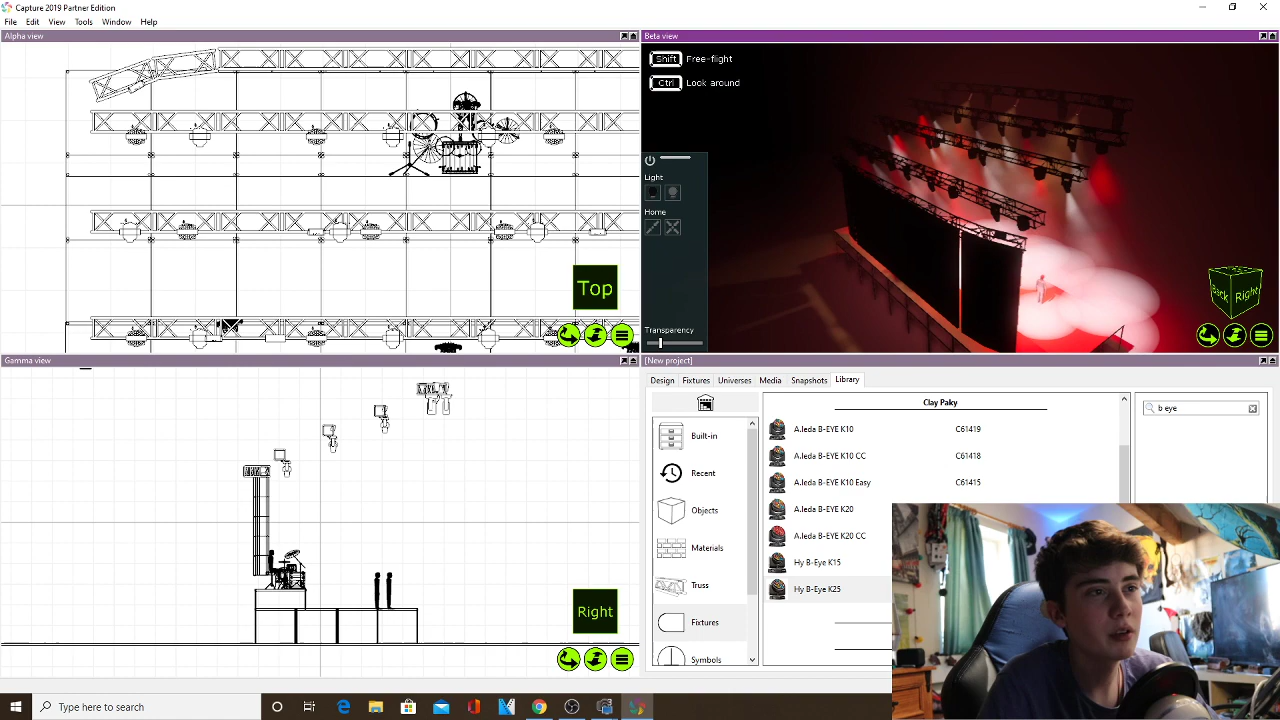 Capture 2019 Partner Edition
File Edit View Tools Window Help
Alpha view
Beta view
Shift Free-flight
Ctrl Look around
Light
Home
Top
Transparency
Back Right
Gamma view
[New project]
Design Fixtures Universes Media Snapshots Library
Clay Paky
b eye
Built-in
Recent
Objects
Materials
Truss
Fixtures
Symbols
A.leda B-EYE K10 C61419
A.leda B-EYE K10 CC C61418
A.leda B-EYE K10 Easy C61415
A.leda B-EYE K20
A.leda B-EYE K20 CC
Hy B-Eye K15
Hy B-Eye K25
Right
Type here to search